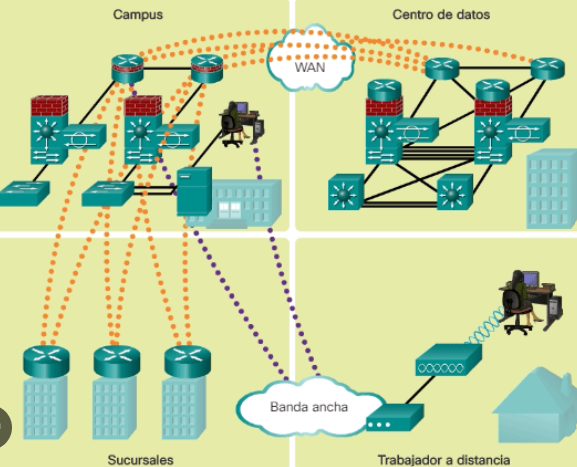 Campus
Centro de datos
WAN
Banda ancha
Sucursales
Trabajador a distancia